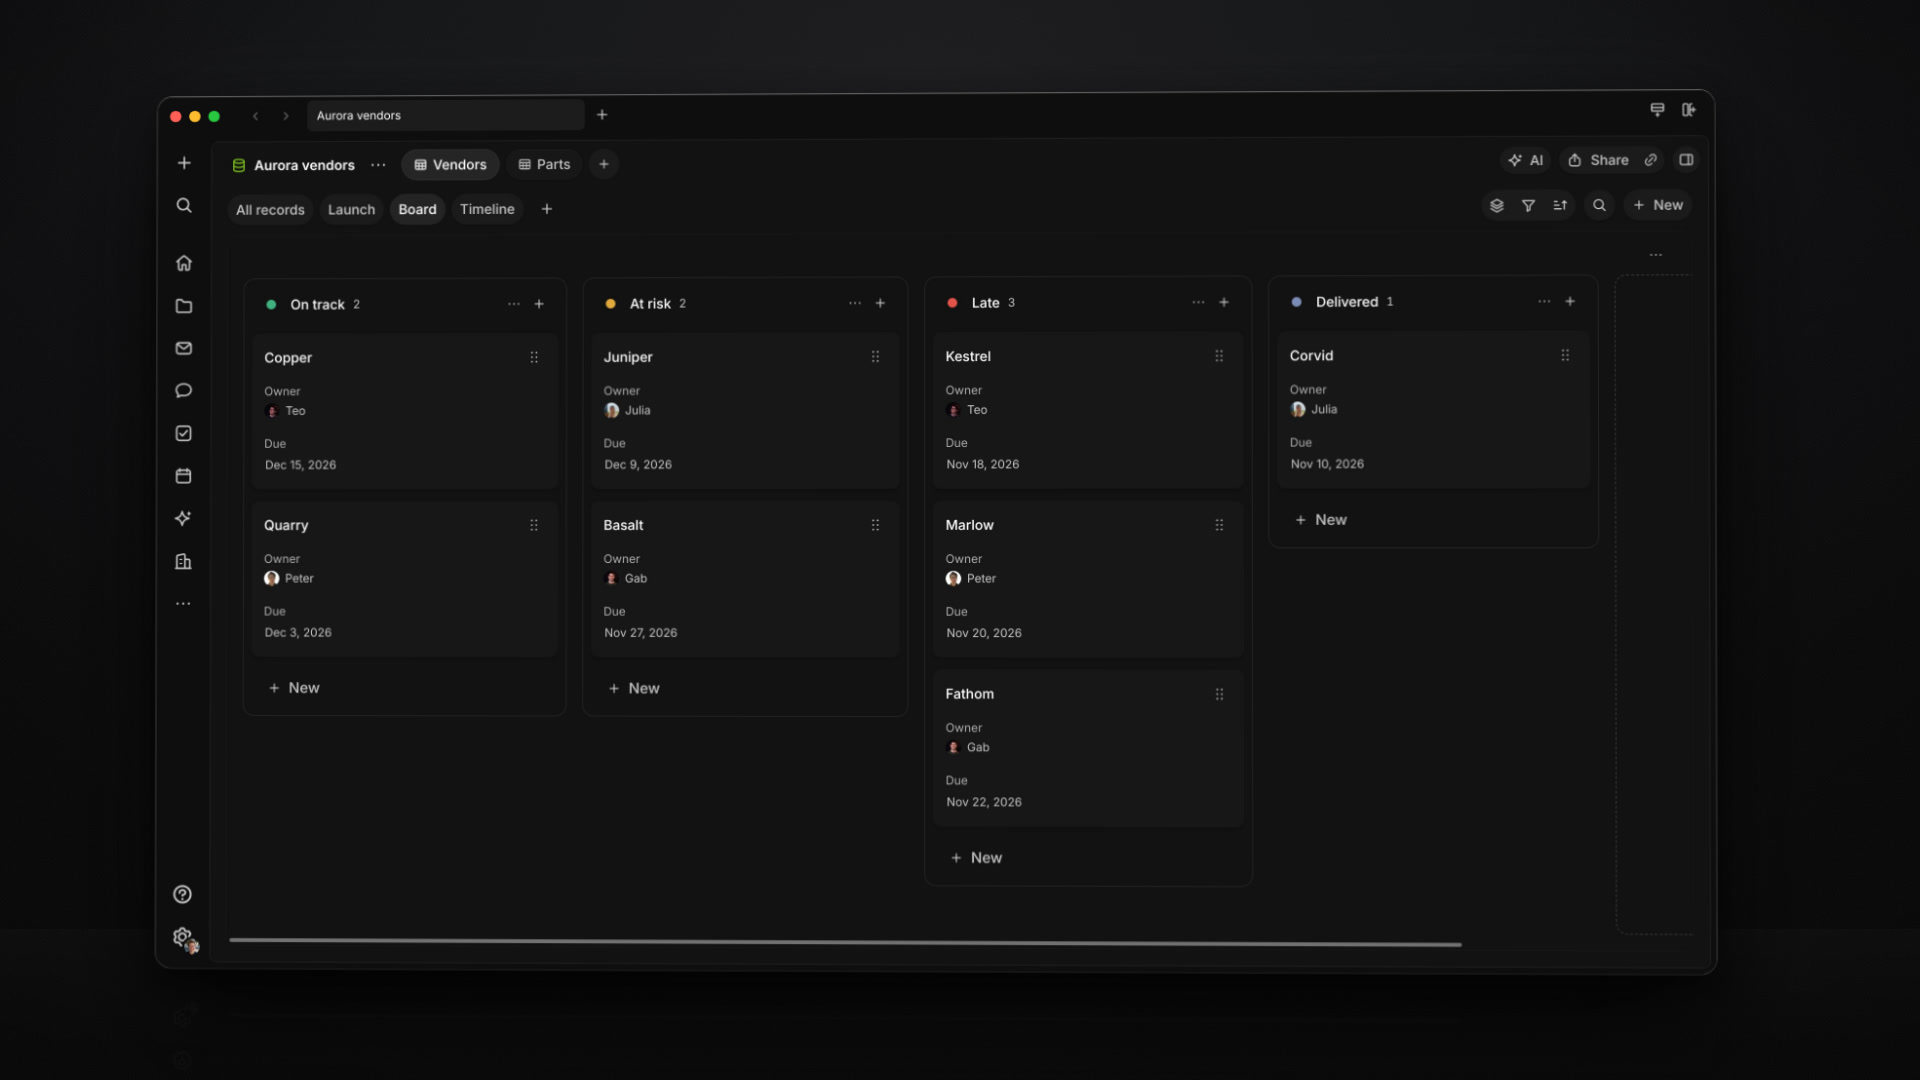 Aurora vendors
Aurora vendors
Vendors
Parts
AI
Share
All records
Launch
Board
Timeline
New
On track 2
Copper
Owner
Teo
Due
Dec 15, 2026
Quarry
Owner
Peter
Due
Dec 3, 2026
New
At risk 2
Juniper
Owner
Julia
Due
Dec 9, 2026
Basalt
Owner
Gab
Due
Nov 27, 2026
New
Late 3
Kestrel
Owner
Teo
Due
Nov 18, 2026
Marlow
Owner
Peter
Due
Nov 20, 2026
Fathom
Owner
Gab
Due
Nov 22, 2026
New
Delivered 1
Corvid
Owner
Julia
Due
Nov 10, 2026
New